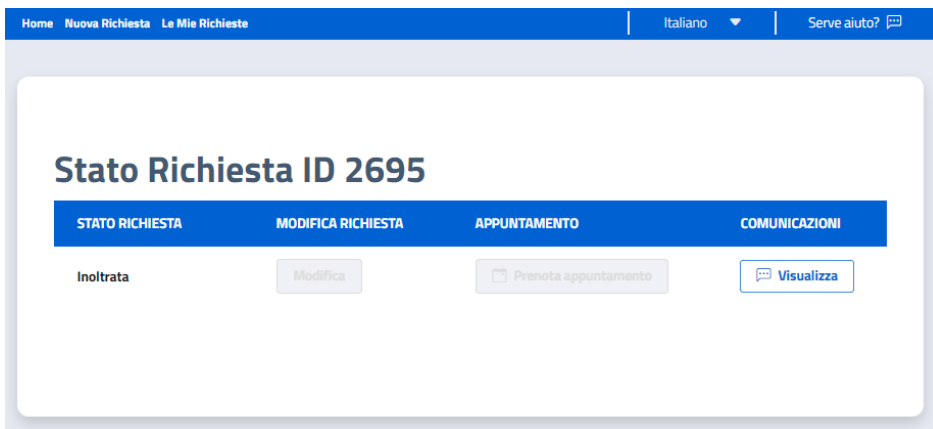 Home Nuova Richiesta Le Mie Richieste Italiano Serve aiuto?
Stato Richiesta ID 2695
STATO RICHIESTA MODIFICA RICHIESTA APPUNTAMENTO COMUNICAZIONI
Inoltrata Modifica Prenota appuntamento Visualizza